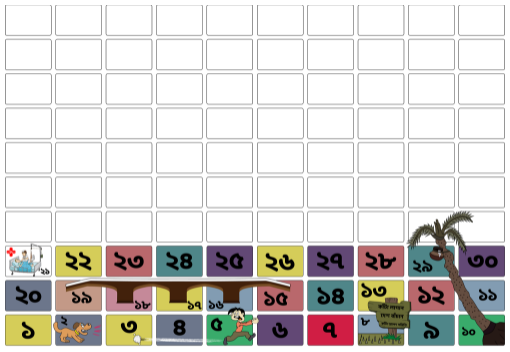 ২১ ২২ ২৩ ২৪ ২৫ ২৬ ২৭ ২৮ ২৯ ৩০
২০ ১৯ ১৮ ১৭ ১৬ ১৫ ১৪ ১৩ ১২ ১১
১ ২ ৩ ৪ ৫ ৬ ৭ ৮ ৯ ১০